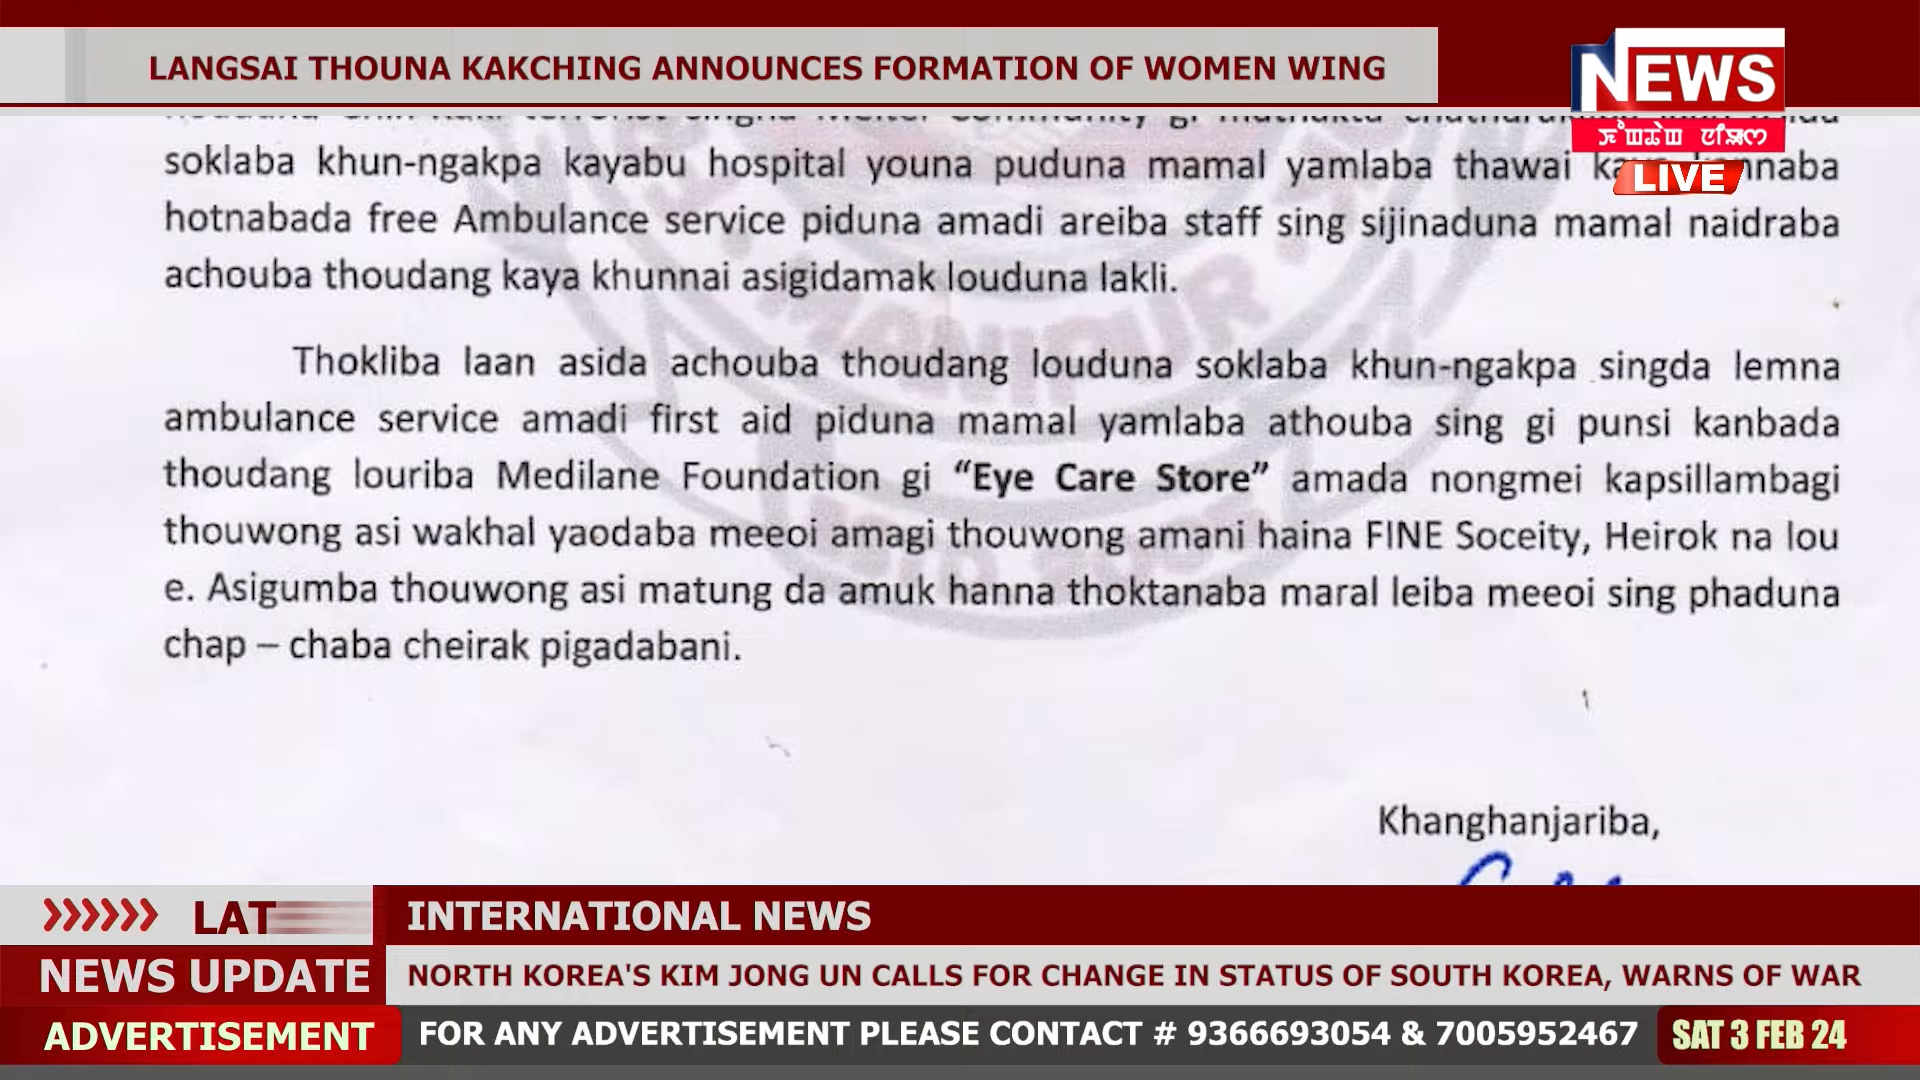 LANGSAI THOUNA KAKCHING ANNOUNCES FORMATION OF WOMEN WING
NEWS
LIVE
soklaba khun-ngakpa kayabu hospital youna puduna mamal yamlaba thawai
hotnabada free Ambulance service piduna amadi areiba staff sing sijinaduna mamal naidraba
achouba thoudang kaya khunnai asigidamak louduna lakli.
Thokliba laan asida achouba thoudang louduna soklaba khun-ngakpa singda lemna
ambulance service amadi first aid piduna mamal yamlaba athouba sing gi punsi kanbada
thoudang louriba Medilane Foundation gi “Eye Care Store” amada nongmei kapsillambagi
thouwong asi wakhal yaodaba meeoi amagi thouwong amani haina FINE Soceity, Heirok na lou
e. Asigumba thouwong asi matung da amuk hanna thoktanaba maral leiba meeoi sing phaduna
chap – chaba cheirak pigadabani.
MANIPUR
Khanghanjariba,
LAT
INTERNATIONAL NEWS
NEWS UPDATE
NORTH KOREA'S KIM JONG UN CALLS FOR CHANGE IN STATUS OF SOUTH KOREA, WARNS OF WAR
ADVERTISEMENT
FOR ANY ADVERTISEMENT PLEASE CONTACT # 9366693054 & 7005952467
SAT 3 FEB 24